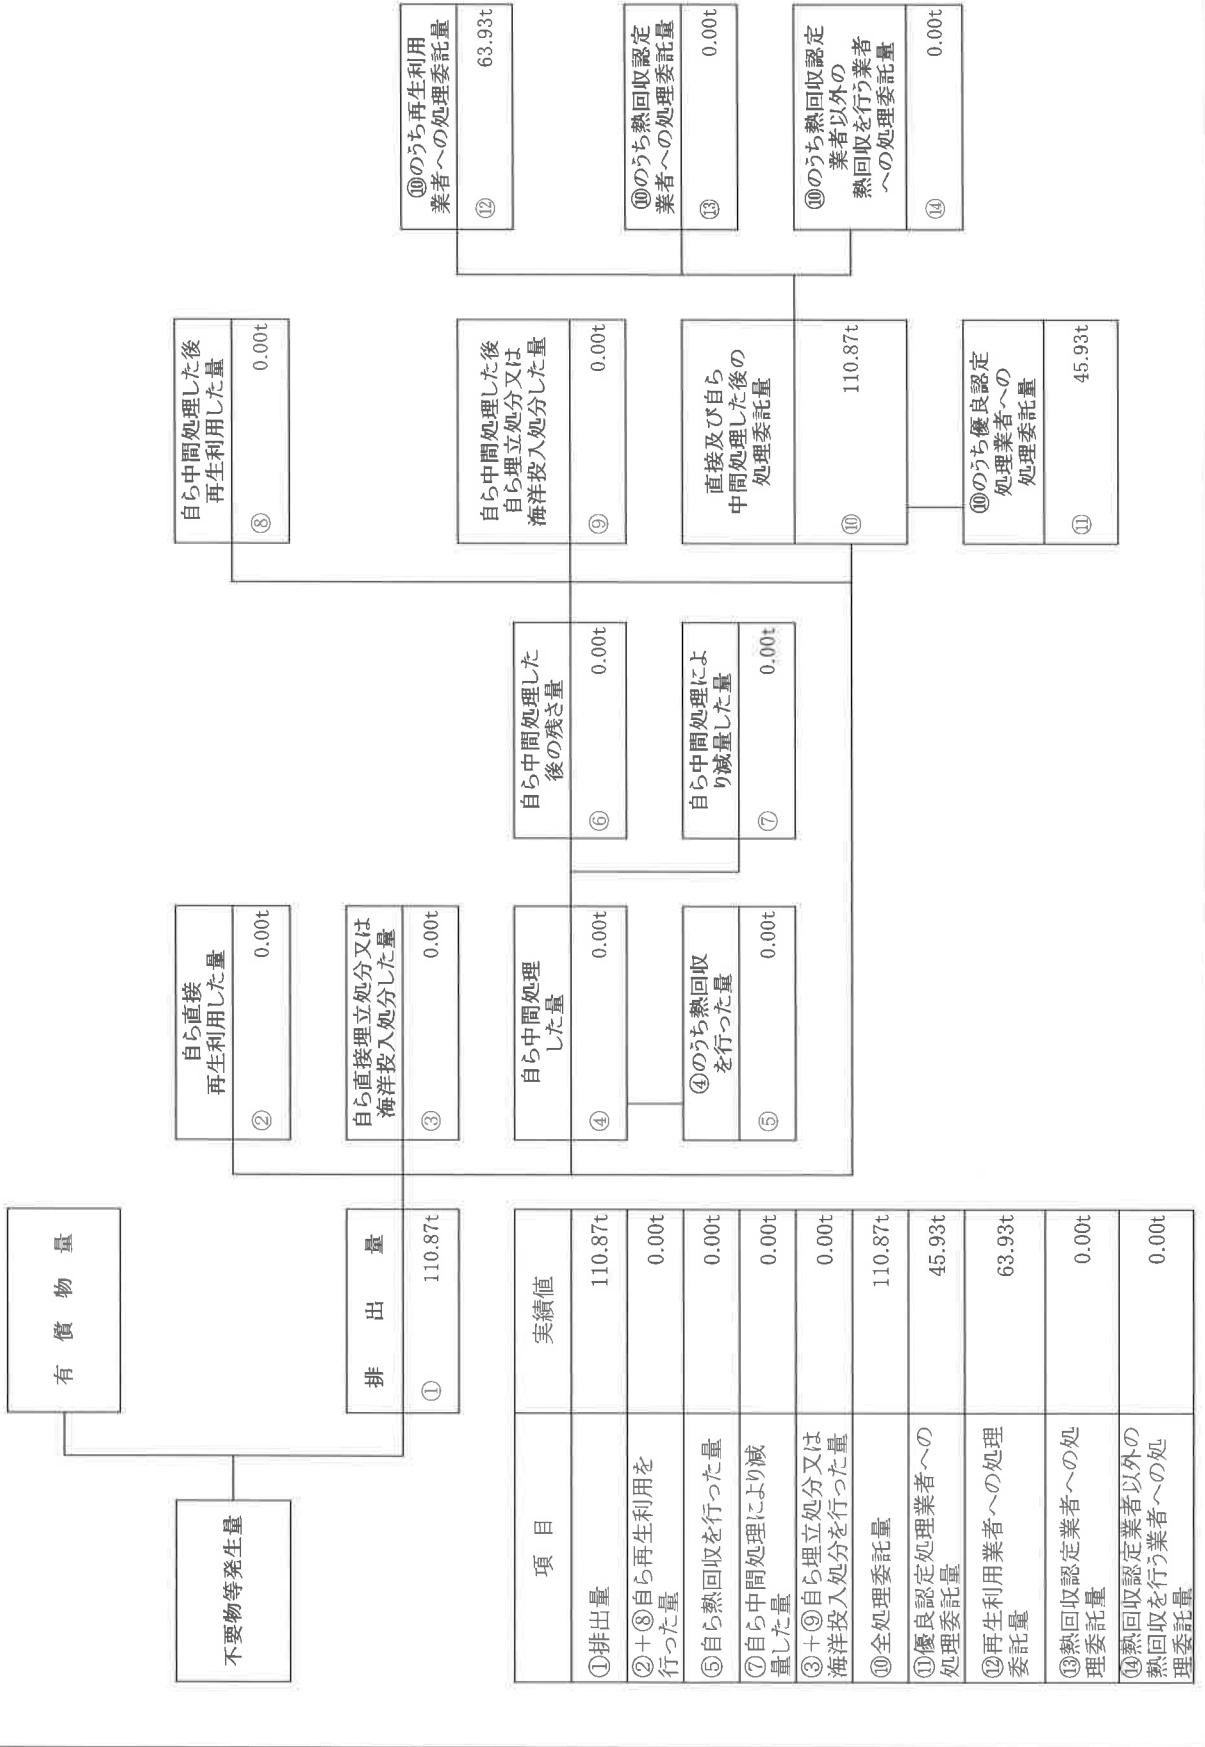 有償物量
不要物等発生量
排出量
①
110.87t
自ら直接
再生利用した量
②
0.00t
自ら直接埋立処分又は
海洋投入処分した量
③
0.00t
自ら中間処理
した量
④
0.00t
④のうち熱回収
を行った量
⑤
0.00t
自ら中間処理した
後の残さ量
⑥
0.00t
自ら中間処理によ
り減量した量
⑦
0.00t
自ら中間処理した後
再生利用した量
⑧
0.00t
自ら中間処理した後
自ら埋立処分又は
海洋投入処分した量
⑨
0.00t
直接及び自ら
中間処理した後の
処理委託量
⑩
110.87t
⑩のうち優良認定
処理業者への
処理委託量
⑪
45.93t
⑩のうち再生利用
業者への処理委託量
⑫
63.93t
⑩のうち熱回収認定
業者への処理委託量
⑬
0.00t
⑩のうち熱回収認定
業者以外の
熱回収を行う業者
への処理委託量
⑭
0.00t
項目 実績値
①排出量 110.87t
②+⑧自ら再生利用を
行った量 0.00t
⑤自ら熱回収を行った量 0.00t
⑦自ら中間処理により減
量した量 0.00t
③+⑨自ら埋立処分又は
海洋投入処分を行った量 0.00t
⑩全処理委託量 110.87t
⑪優良認定処理業者への
処理委託量 45.93t
⑫再生利用業者への処理
委託量 63.93t
⑬熱回収認定業者への処
理委託量 0.00t
⑭熱回収認定業者以外の
熱回収を行う業者への処
理委託量 0.00t